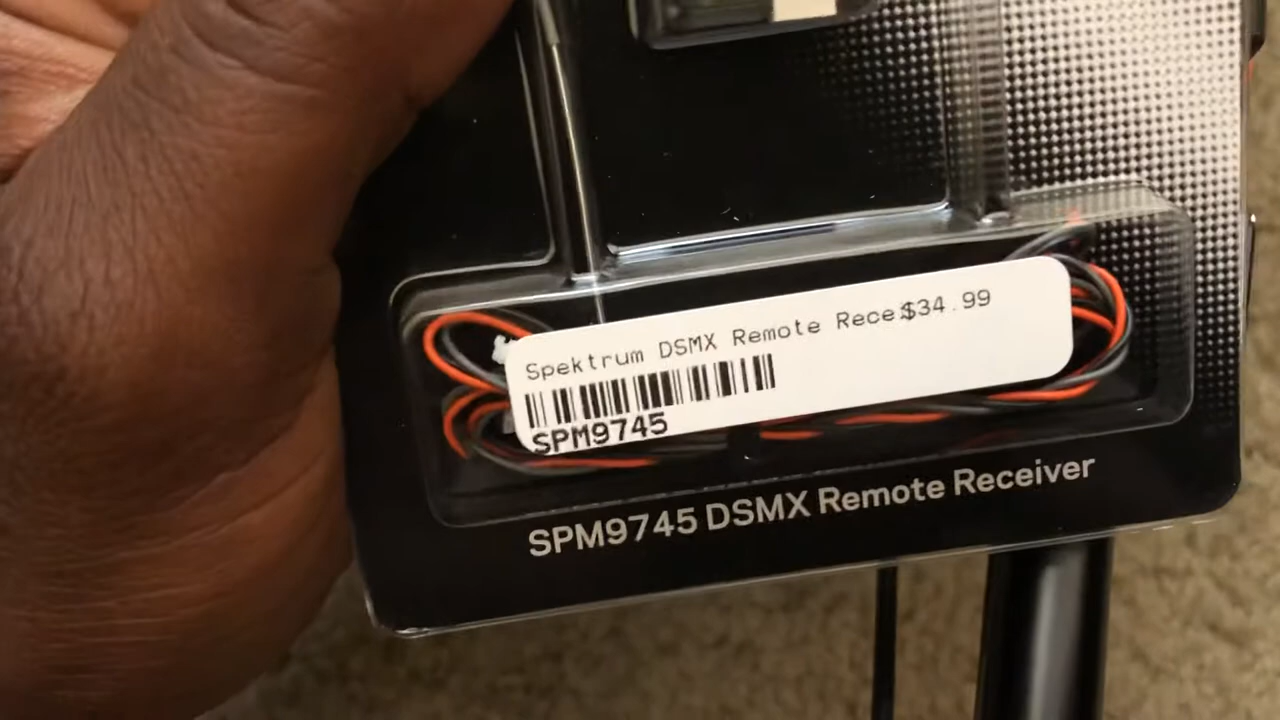 Spektrum DSMX Remote Rece $34.99
SPM9745
SPM9745 DSMX Remote Receiver